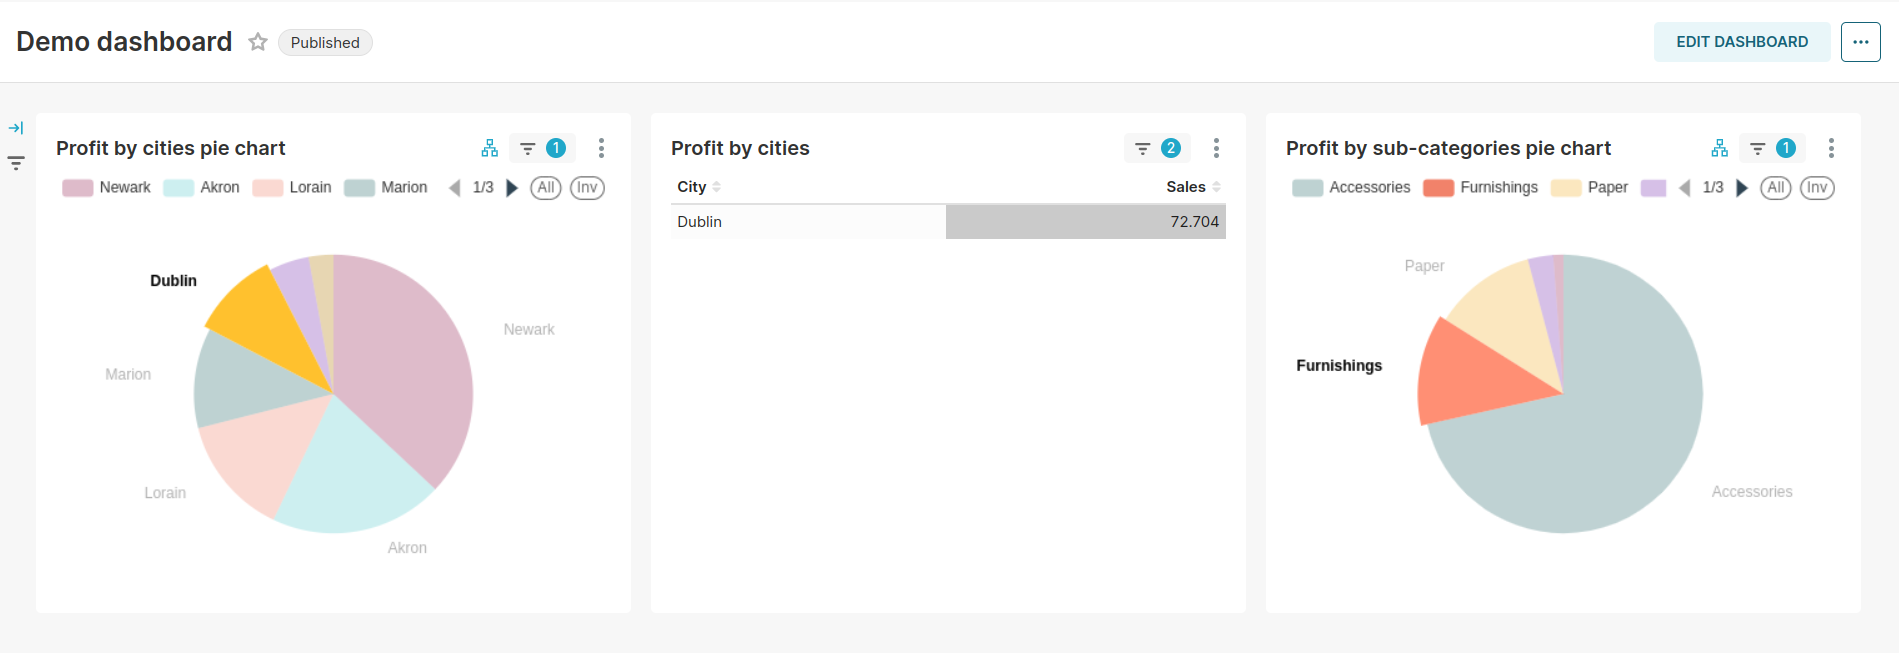 Demo dashboard Published EDIT DASHBOARD ...
Profit by cities pie chart 1
Newark Akron Lorain Marion 1/3 All Inv
Dublin
Newark
Marion
Lorain
Akron
Profit by cities 2
City Sales
Dublin 72.704
Profit by sub-categories pie chart 1
Accessories Furnishings Paper 1/3 All Inv
Paper
Furnishings
Accessories